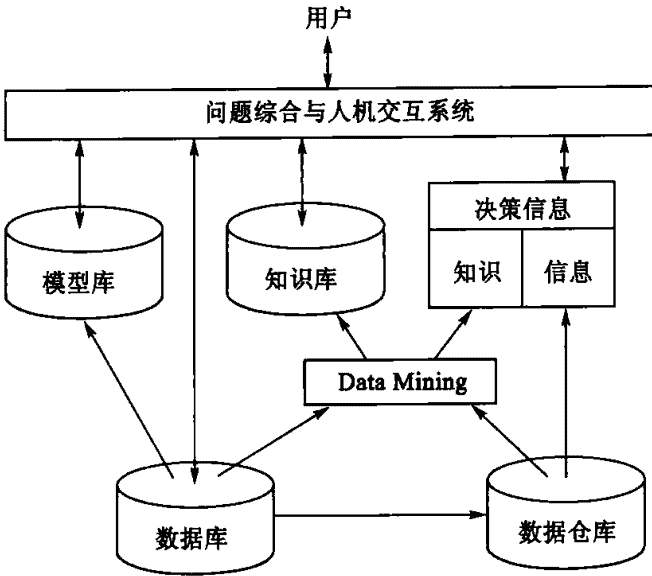 用户
问题综合与人机交互系统
决策信息
模型库
知识库
知识
信息
Data Mining
数据库
数据仓库